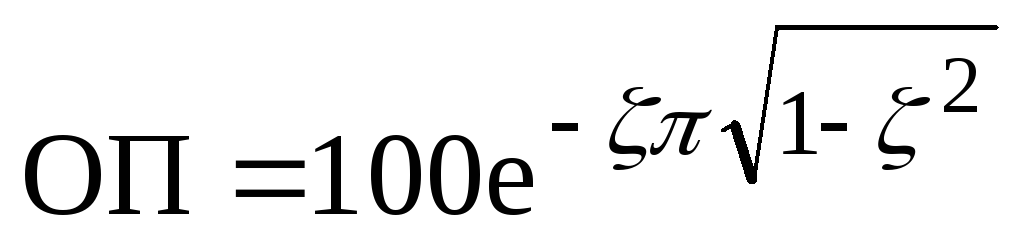 ОП =100e^{- ζπ√(1- ζ^2)}